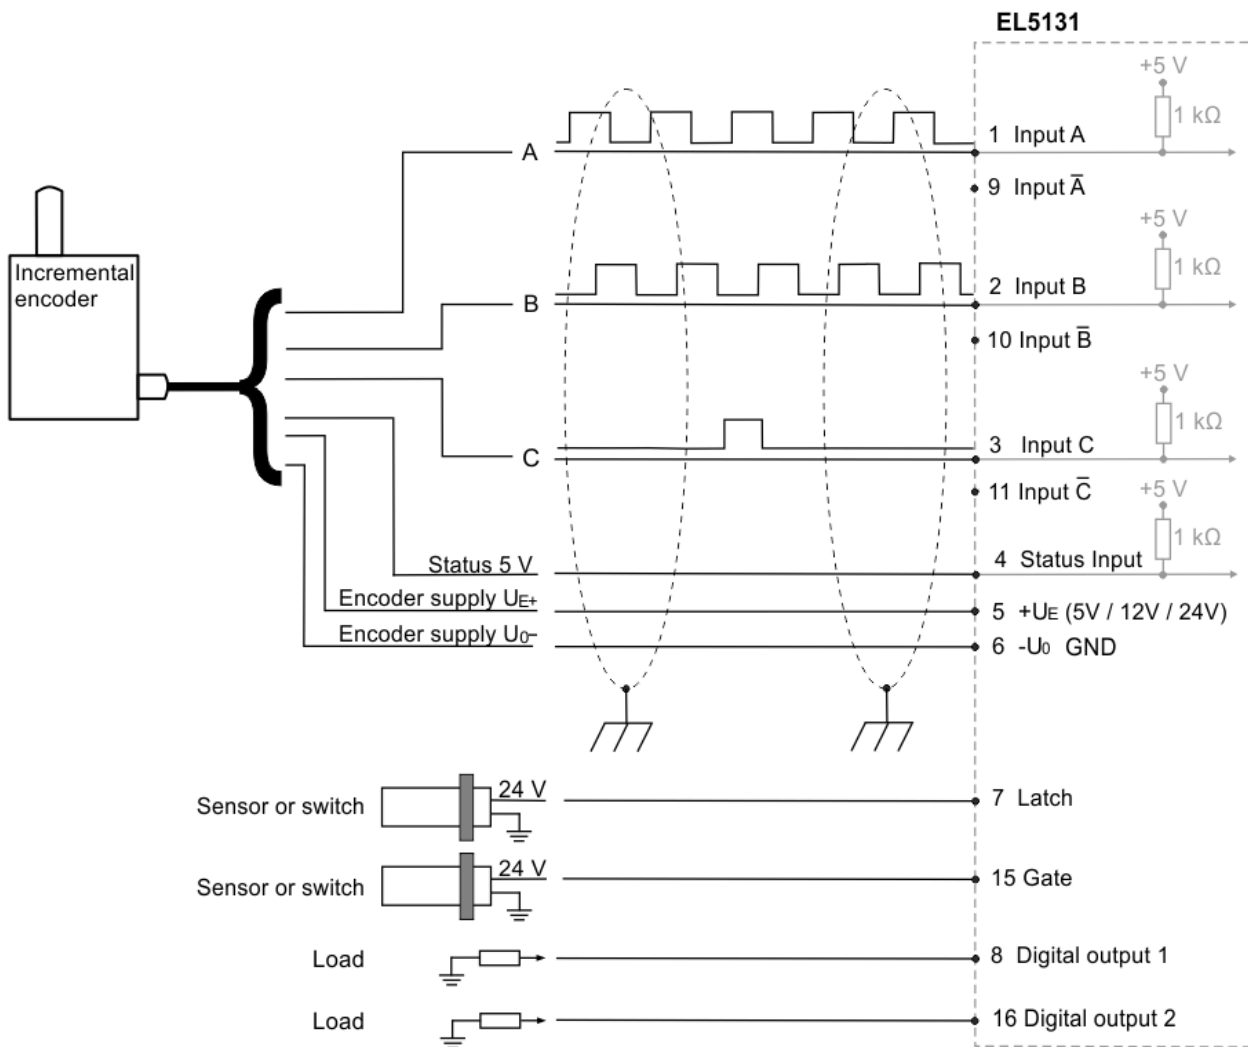 EL5131
+5 V
1 kΩ
A
1 Input A
9 Input A̅
Incremental
encoder
+5 V
1 kΩ
B
2 Input B
10 Input B̅
+5 V
1 kΩ
C
3 Input C
11 Input C̅
+5 V
1 kΩ
Status 5 V
4 Status Input
Encoder supply UE+
5 +UE (5V / 12V / 24V)
Encoder supply U0-
6 -U0 GND
Sensor or switch
24 V
7 Latch
Sensor or switch
24 V
15 Gate
Load
8 Digital output 1
Load
16 Digital output 2